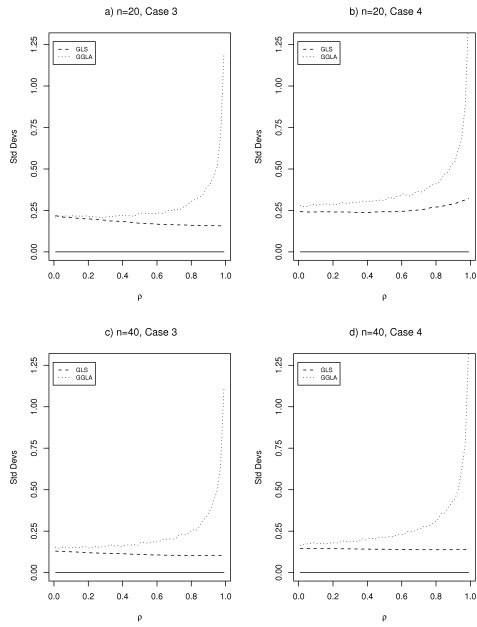 a) n=20, Case 3
b) n=20, Case 4
Std Devs
0.00 0.25 0.50 0.75 1.00 1.25
GLS
GGLA
0.0 0.2 0.4 0.6 0.8 1.0
ρ
Std Devs
0.00 0.25 0.50 0.75 1.00 1.25
GLS
GGLA
0.0 0.2 0.4 0.6 0.8 1.0
ρ
c) n=40, Case 3
d) n=40, Case 4
Std Devs
0.00 0.25 0.50 0.75 1.00 1.25
GLS
GGLA
0.0 0.2 0.4 0.6 0.8 1.0
ρ
Std Devs
0.00 0.25 0.50 0.75 1.00 1.25
GLS
GGLA
0.0 0.2 0.4 0.6 0.8 1.0
ρ